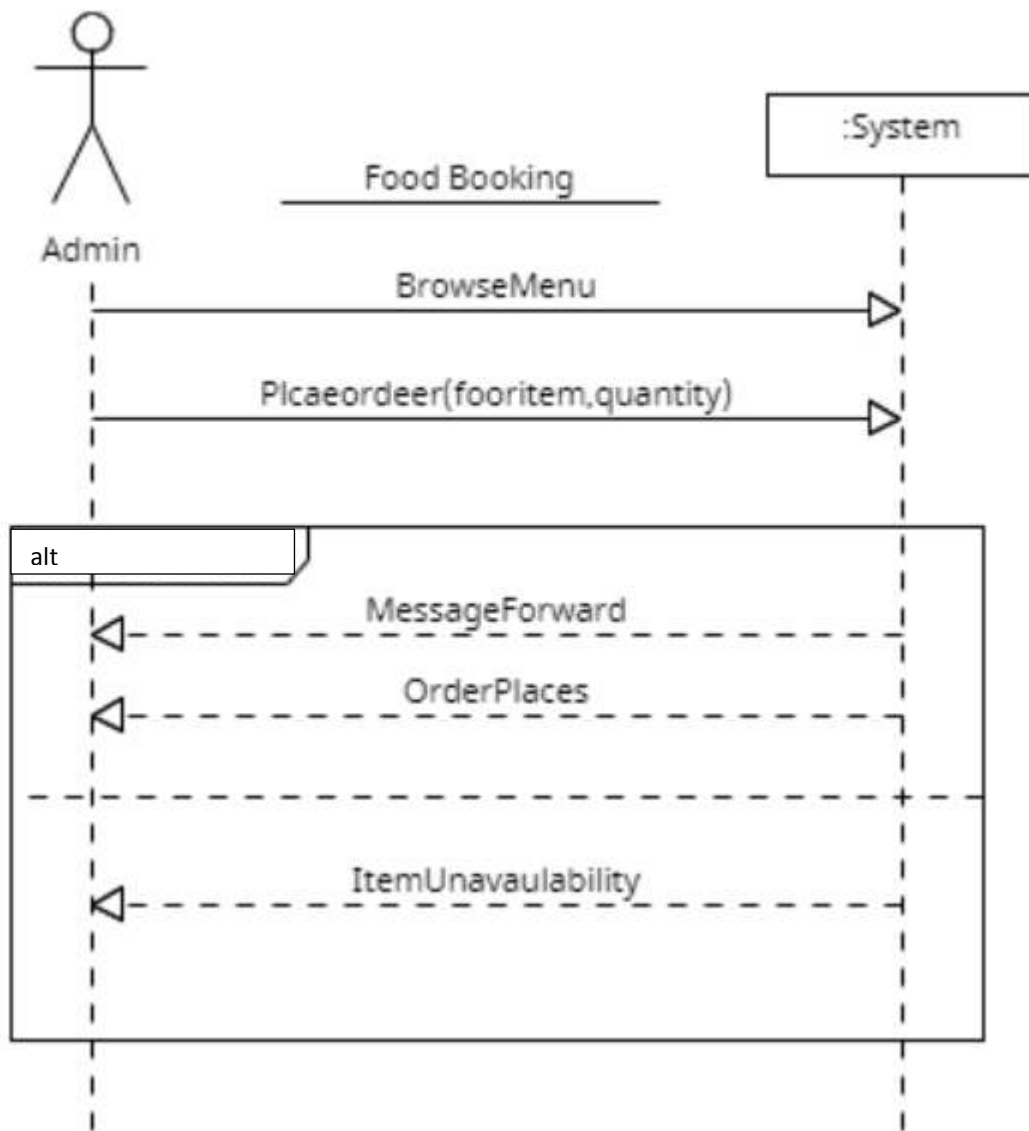 :System
Food Booking
Admin
BrowseMenu
Plcaeordeer(fooritem,quantity)
alt
MessageForward
OrderPlaces
ItemUnavaulability